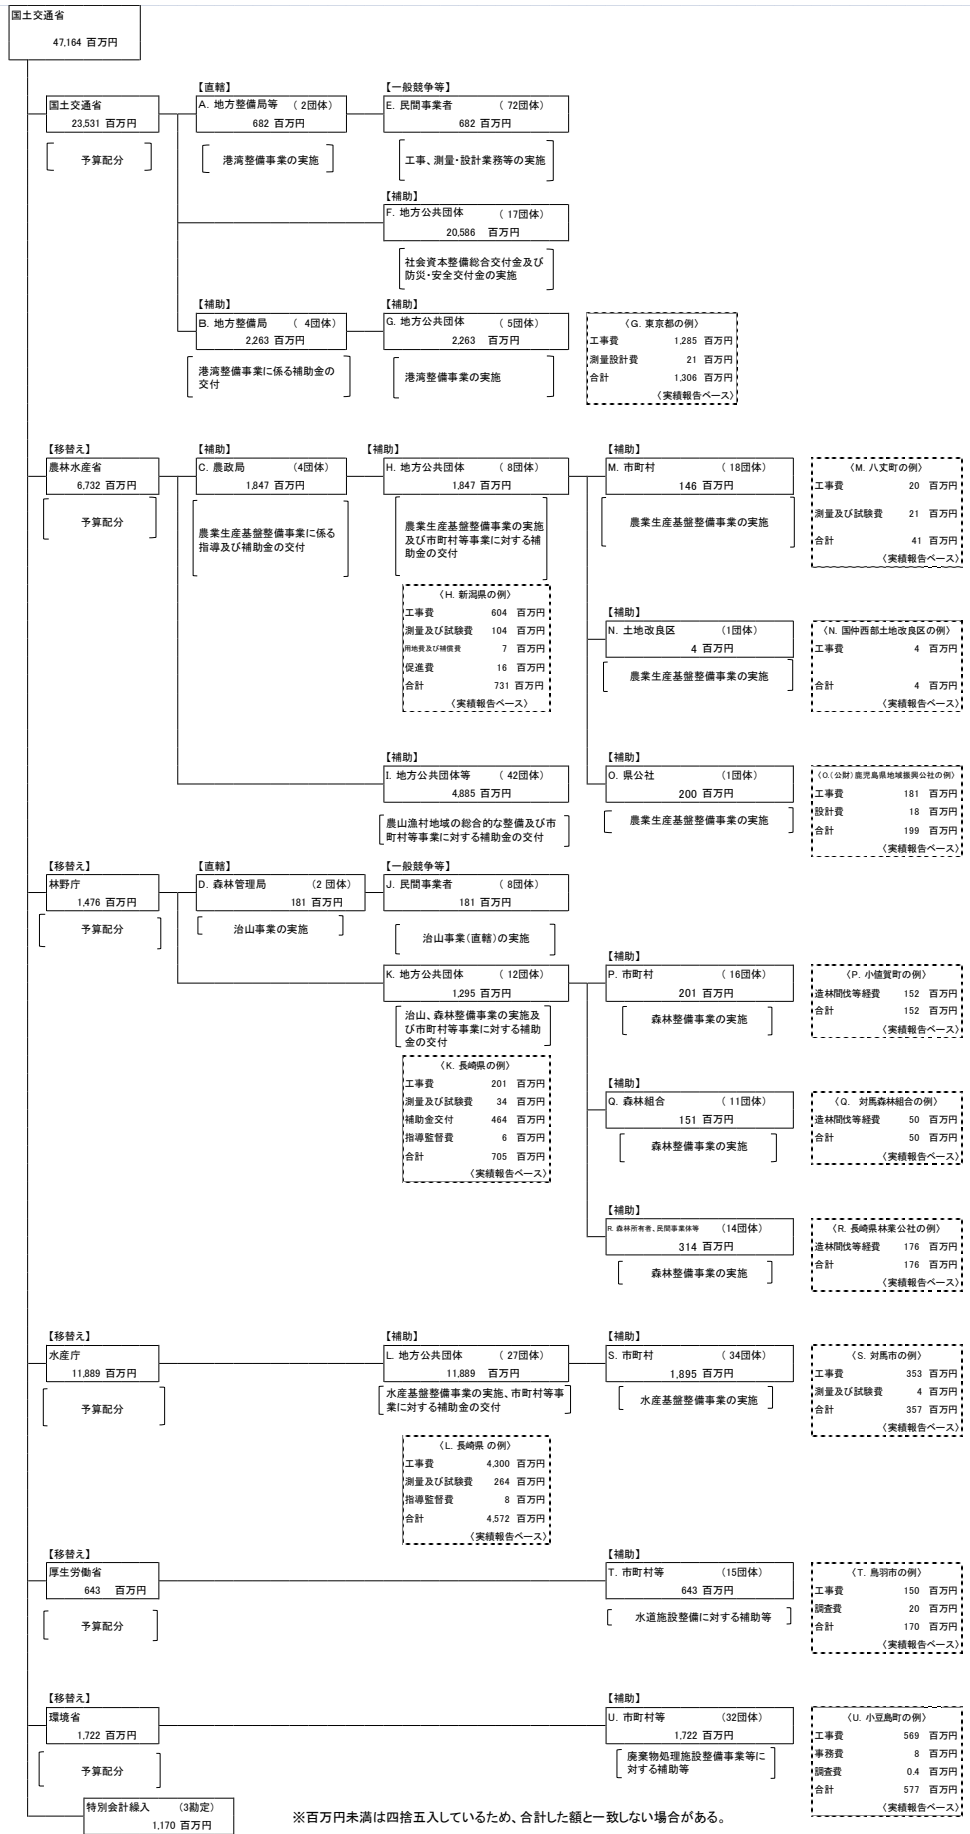 国土交通省
47,164 百万円
国土交通省
23,531 百万円
予算配分
【直轄】
A. 地方整備局等 （ 2団体）
682 百万円
港湾整備事業の実施
【一般競争等】
E. 民間事業者 （ 72団体）
682 百万円
工事、測量・設計業務等の実施
【補助】
F. 地方公共団体 （ 17団体）
20,586 百万円
社会資本整備総合交付金及び
防災・安全交付金の実施
【補助】
B. 地方整備局 （ 4団体）
2,263 百万円
港湾整備事業に係る補助金の
交付
【補助】
G. 地方公共団体 （ 5団体）
2,263 百万円
港湾整備事業の実施
〈G. 東京都の例〉
工事費 1,285 百万円
測量設計費 21 百万円
合計 1,306 百万円
〈実績報告ベース〉
【移替え】
農林水産省
6,732 百万円
予算配分
【補助】
C. 農政局 （4団体）
1,847 百万円
農業生産基盤整備事業に係る
指導及び補助金の交付
【補助】
H. 地方公共団体 （ 8団体）
1,847 百万円
農業生産基盤整備事業の実施
及び市町村等事業に対する補
助金の交付
〈H. 新潟県の例〉
工事費 604 百万円
測量及び試験費 104 百万円
用地費及び補償費 7 百万円
促進費 16 百万円
合計 731 百万円
〈実績報告ベース〉
【補助】
M. 市町村 （ 18団体）
146 百万円
農業生産基盤整備事業の実施
〈M. 八丈町の例〉
工事費 20 百万円
測量及び試験費 21 百万円
合計 41 百万円
〈実績報告ベース〉
【補助】
N. 土地改良区 （1団体）
4 百万円
農業生産基盤整備事業の実施
〈N. 国仲西部土地改良区の例〉
工事費 4 百万円
合計 4 百万円
〈実績報告ベース〉
【補助】
I. 地方公共団体等 （ 42団体）
4,885 百万円
農山漁村地域の総合的な整備及び市
町村等事業に対する補助金の交付
【補助】
O. 県公社 （1団体）
200 百万円
農業生産基盤整備事業の実施
〈O.（公財）鹿児島県地域振興公社の例〉
工事費 181 百万円
設計費 18 百万円
合計 199 百万円
〈実績報告ベース〉
【移替え】
林野庁
1,476 百万円
予算配分
【直轄】
D. 森林管理局 （2 団体）
181 百万円
治山事業の実施
【一般競争等】
J. 民間事業者 （ 8団体）
181 百万円
治山事業（直轄）の実施
【補助】
K. 地方公共団体 （ 12団体）
1,295 百万円
治山、森林整備事業の実施及
び市町村等事業に対する補助
金の交付
〈K. 長崎県の例〉
工事費 201 百万円
測量及び試験費 34 百万円
補助金交付 464 百万円
指導監督費 6 百万円
合計 705 百万円
〈実績報告ベース〉
【補助】
P. 市町村 （ 16団体）
201 百万円
森林整備事業の実施
〈P. 小値賀町の例〉
造林間伐等経費 152 百万円
合計 152 百万円
〈実績報告ベース〉
【補助】
Q. 森林組合 （ 11団体）
151 百万円
森林整備事業の実施
〈Q. 対馬森林組合の例〉
造林間伐等経費 50 百万円
合計 50 百万円
〈実績報告ベース〉
【補助】
R. 森林所有者、民間事業体等 （14団体）
314 百万円
森林整備事業の実施
〈R. 長崎県林業公社の例〉
造林間伐等経費 176 百万円
合計 176 百万円
〈実績報告ベース〉
【移替え】
水産庁
11,889 百万円
予算配分
【補助】
L. 地方公共団体 （ 27団体）
11,889 百万円
水産基盤整備事業の実施、市町村等事
業に対する補助金の交付
〈L. 長崎県 の例〉
工事費 4,300 百万円
測量及び試験費 264 百万円
指導監督費 8 百万円
合計 4,572 百万円
〈実績報告ベース〉
【補助】
S. 市町村 （ 34団体）
1,895 百万円
水産基盤整備事業の実施
〈S. 対馬市の例〉
工事費 353 百万円
測量及び試験費 4 百万円
合計 357 百万円
〈実績報告ベース〉
【移替え】
厚生労働省
643 百万円
予算配分
【補助】
T. 市町村等 （15団体）
643 百万円
水道施設整備に対する補助等
〈T. 鳥羽市の例〉
工事費 150 百万円
調査費 20 百万円
合計 170 百万円
〈実績報告ベース〉
【移替え】
環境省
1,722 百万円
予算配分
【補助】
U. 市町村等 （32団体）
1,722 百万円
廃棄物処理施設整備事業等に
対する補助等
〈U. 小豆島町の例〉
工事費 569 百万円
事務費 8 百万円
調査費 0.4 百万円
合計 577 百万円
〈実績報告ベース〉
特別会計繰入 （3勘定）
1,170 百万円
※百万円未満は四捨五入しているため、合計した額と一致しない場合がある。